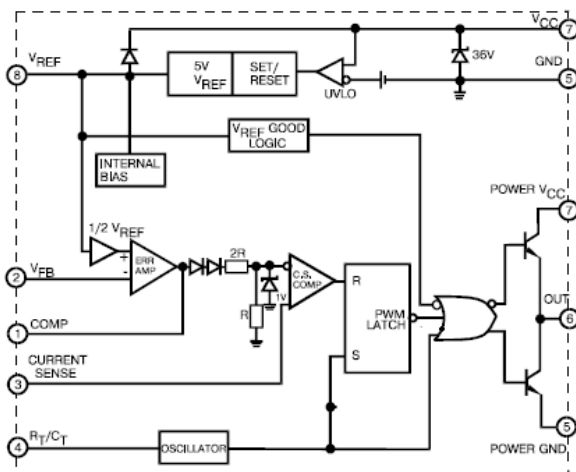 VCC
7
VREF
8
5V
VREF
SET/
RESET
36V
GND
5
UVLO
VREF GOOD
LOGIC
INTERNAL
BIAS
POWER VCC
7
1/2 VREF
+
ERR
AMP
-
2R
C.S.
COMP.
1V
R
R
PWM
LATCH
S
VFB
2
COMP
1
CURRENT
SENSE
3
OUT
6
RT/CT
4
OSCILLATOR
5
POWER GND